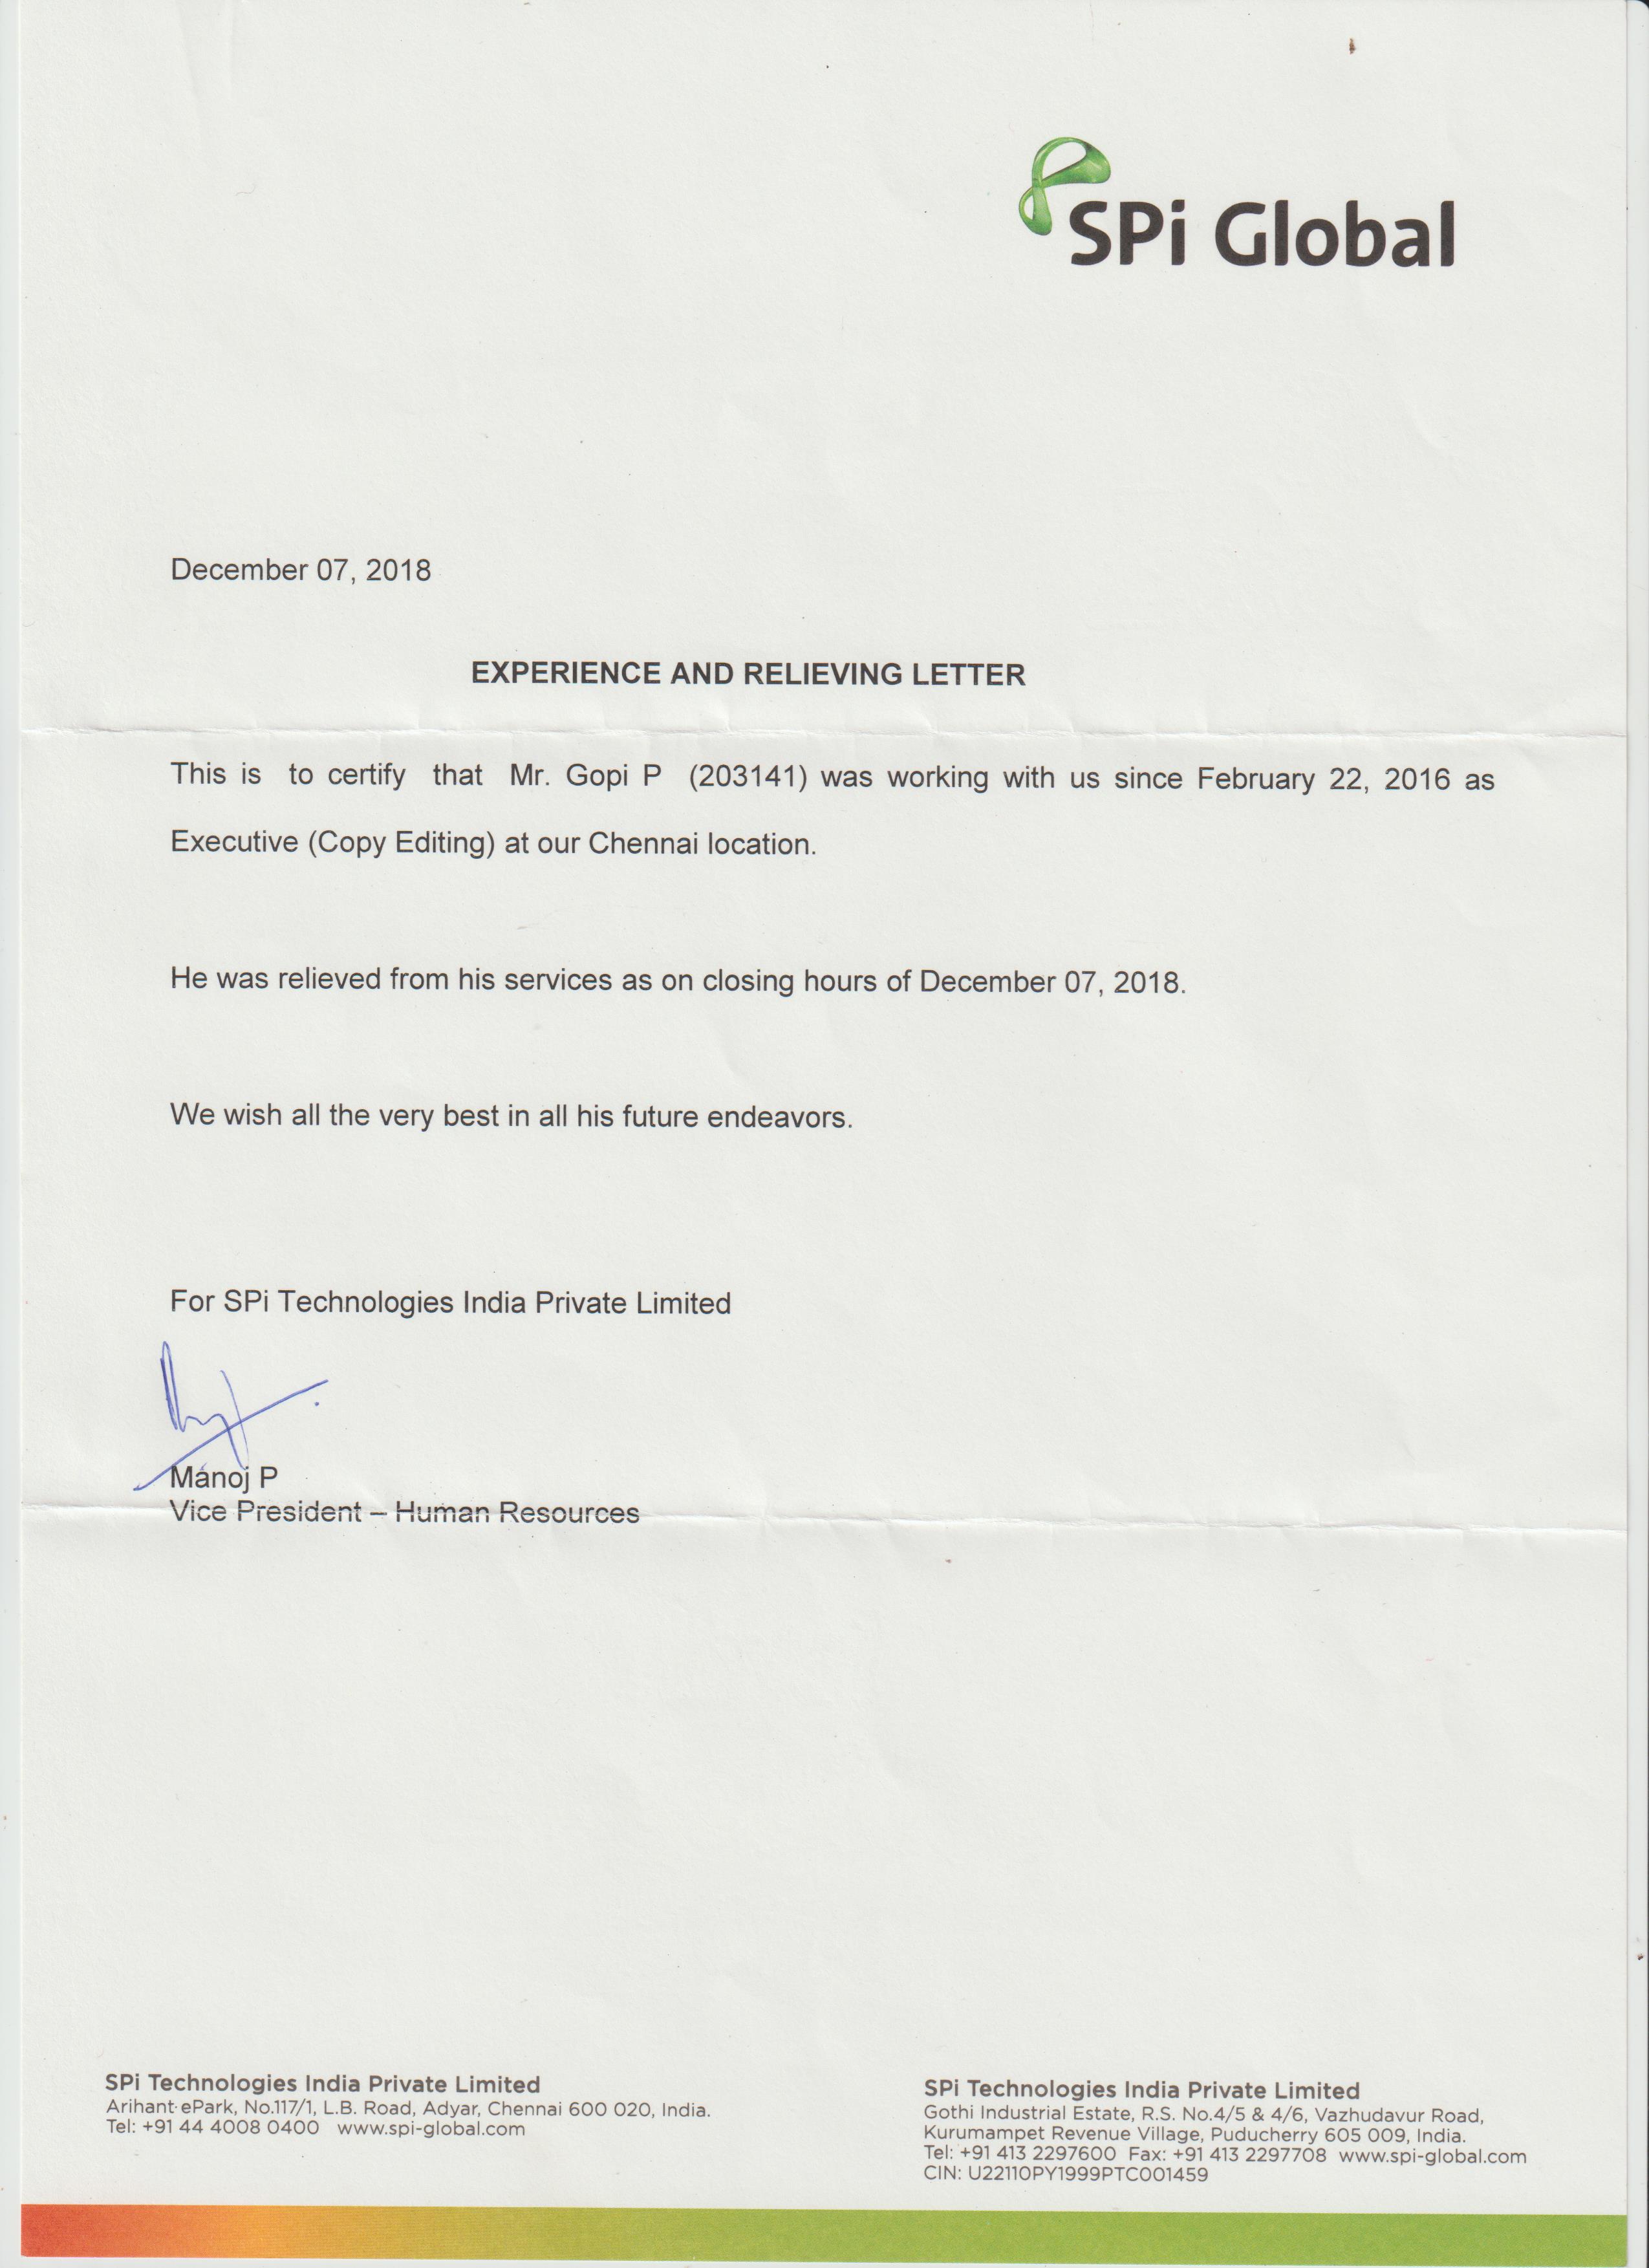 SPi Global
December 07, 2018
EXPERIENCE AND RELIEVING LETTER
This is to certify that Mr. Gopi P (203141) was working with us since February 22, 2016 as
Executive (Copy Editing) at our Chennai location.
He was relieved from his services as on closing hours of December 07, 2018.
We wish all the very best in all his future endeavors.
For SPi Technologies India Private Limited
Manoj P
Vice President – Human Resources
SPi Technologies India Private Limited
Arihant ePark, No.117/1, L.B. Road, Adyar, Chennai 600 020, India.
Tel: +91 44 4008 0400 www.spi-global.com
SPi Technologies India Private Limited
Gothi Industrial Estate, R.S. No.4/5 & 4/6, Vazhudavur Road,
Kurumampet Revenue Village, Puducherry 605 009, India.
Tel: +91 413 2297600 Fax: +91 413 2297708 www.spi-global.com
CIN: U22110PY1999PTC001459